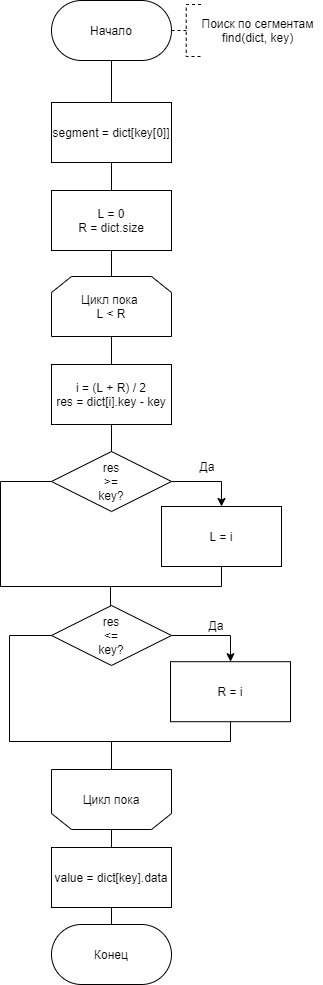 Начало
Поиск по сегментам
find(dict, key)
segment = dict[key[0]]
L = 0
R = dict.size
Цикл пока
L < R
i = (L + R) / 2
res = dict[i].key - key
res
>=
key?
Да
L = i
res
<=
key?
Да
R = i
Цикл пока
value = dict[key].data
Конец